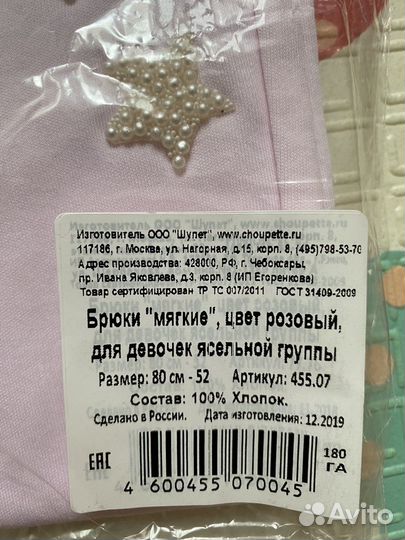 Изготовитель ООО "Шупет", www.choupette.ru
117186, г. Москва, ул. Нагорная, д.15, корп. 8, (495)798-53-70
Адрес производства: 428000, РФ, г. Чебоксары,
пр. Ивана Яковлева, д.3, корп. 8 (ИП Егоренкова)
Товар сертифицирован ТР ТС 007/2011 ГОСТ 31409-2009
Брюки "мягкие", цвет розовый,
для девочек ясельной группы
Размер: 80 см - 52 Артикул: 455.07
Состав: 100% Хлопок.
Сделано в России. Дата изготовления: 12.2019
EAC
180
ГА
4 600455 070045
Avito